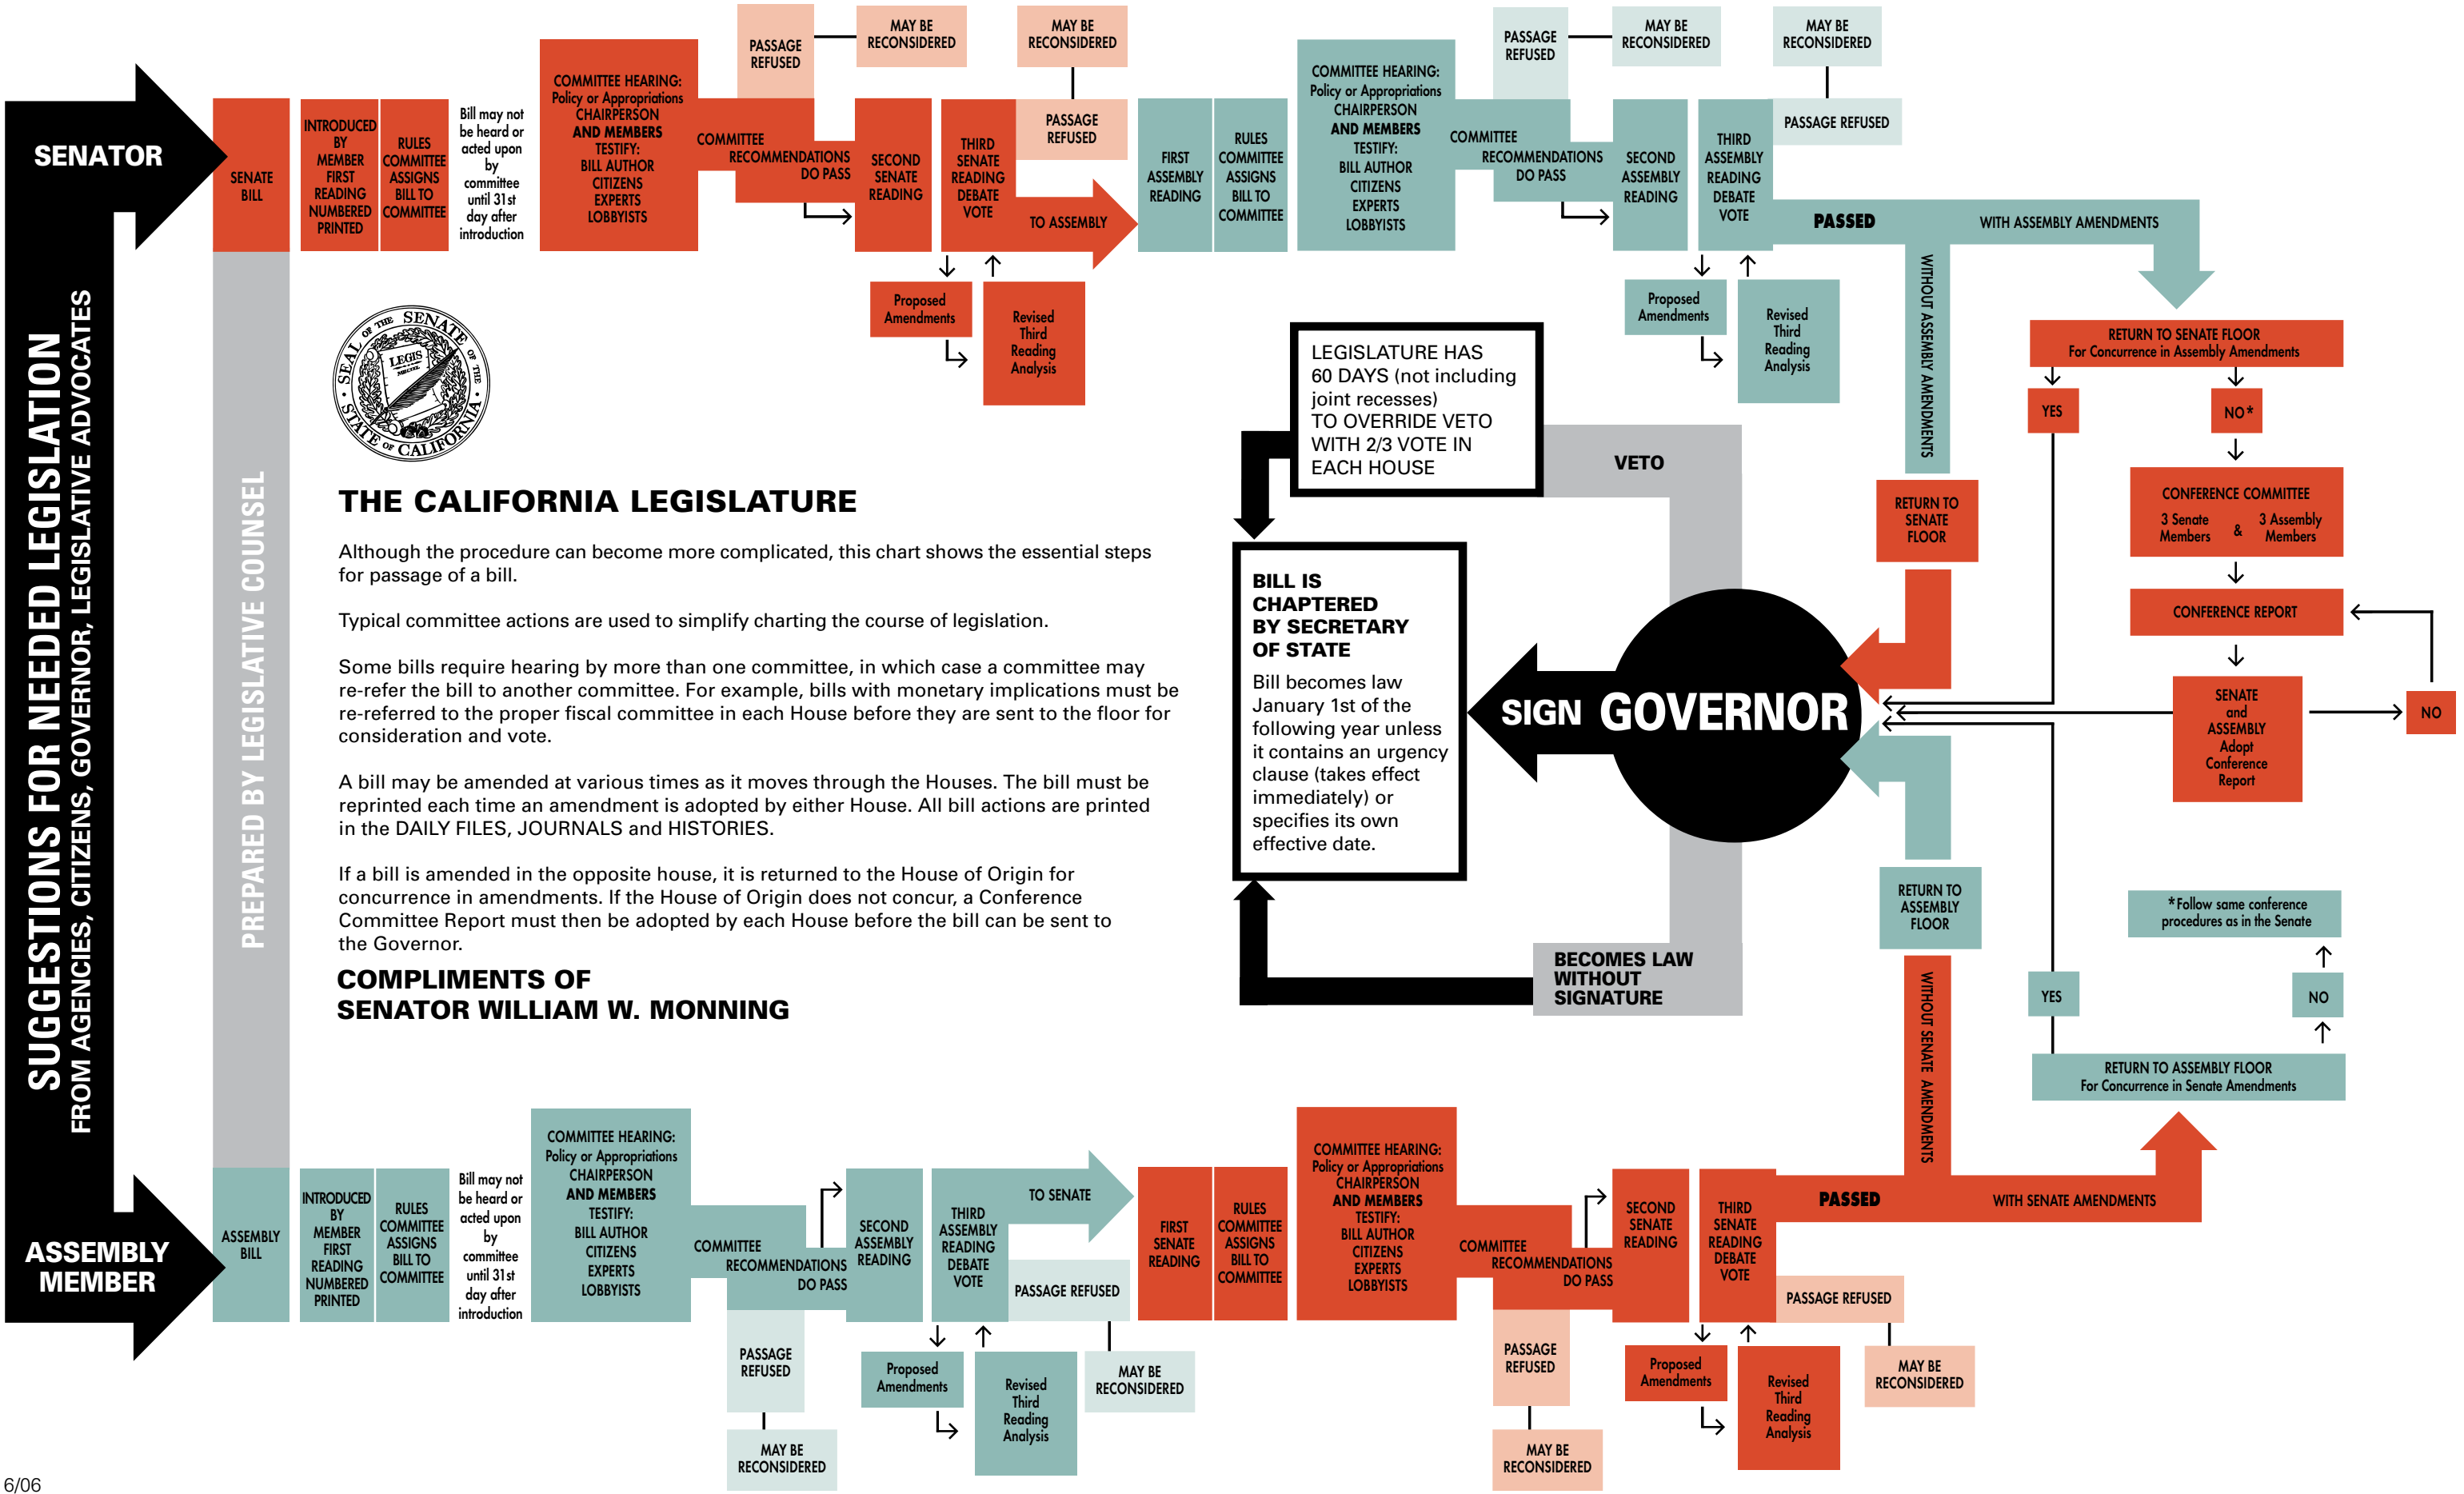 SENATOR
SUGGESTIONS FOR NEEDED LEGISLATION
FROM AGENCIES, CITIZENS, GOVERNOR, LEGISLATIVE ADVOCATES
ASSEMBLY
MEMBER
SENATE
BILL
PREPARED BY LEGISLATIVE COUNSEL
INTRODUCED
BY
MEMBER
FIRST
READING
NUMBERED
PRINTED
RULES
COMMITTEE
ASSIGNS
BILL TO
COMMITTEE
Bill may not
be heard or
acted upon
by
committee
until 31st
day after
introduction
COMMITTEE HEARING:
Policy or Appropriations
CHAIRPERSON
AND MEMBERS
TESTIFY:
BILL AUTHOR
CITIZENS
EXPERTS
LOBBYISTS
COMMITTEE
RECOMMENDATIONS
DO PASS
PASSAGE
REFUSED
MAY BE
RECONSIDERED
SECOND
SENATE
READING
THIRD
SENATE
READING
DEBATE
VOTE
MAY BE
RECONSIDERED
PASSAGE
REFUSED
TO ASSEMBLY
Proposed
Amendments
Revised
Third
Reading
Analysis
FIRST
ASSEMBLY
READING
RULES
COMMITTEE
ASSIGNS
BILL TO
COMMITTEE
COMMITTEE HEARING:
Policy or Appropriations
CHAIRPERSON
AND MEMBERS
TESTIFY:
BILL AUTHOR
CITIZENS
EXPERTS
LOBBYISTS
COMMITTEE
RECOMMENDATIONS
DO PASS
PASSAGE
REFUSED
MAY BE
RECONSIDERED
SECOND
ASSEMBLY
READING
THIRD
ASSEMBLY
READING
DEBATE
VOTE
MAY BE
RECONSIDERED
PASSAGE REFUSED
Proposed
Amendments
Revised
Third
Reading
Analysis
PASSED
WITH ASSEMBLY AMENDMENTS
WITHOUT ASSEMBLY AMENDMENTS
RETURN TO
SENATE
FLOOR
RETURN TO SENATE FLOOR
For Concurrence in Assembly Amendments
YES
NO*
CONFERENCE COMMITTEE
3 Senate
Members
&
3 Assembly
Members
CONFERENCE REPORT
SENATE
and
ASSEMBLY
Adopt
Conference
Report
NO
SEAL OF THE SENATE OF THE STATE OF CALIFORNIA
LEGIS
THE CALIFORNIA LEGISLATURE
Although the procedure can become more complicated, this chart shows the essential steps
for passage of a bill.
Typical committee actions are used to simplify charting the course of legislation.
Some bills require hearing by more than one committee, in which case a committee may
re-refer the bill to another committee. For example, bills with monetary implications must be
re-referred to the proper fiscal committee in each House before they are sent to the floor for
consideration and vote.
A bill may be amended at various times as it moves through the Houses. The bill must be
reprinted each time an amendment is adopted by either House. All bill actions are printed
in the DAILY FILES, JOURNALS and HISTORIES.
If a bill is amended in the opposite house, it is returned to the House of Origin for
concurrence in amendments. If the House of Origin does not concur, a Conference
Committee Report must then be adopted by each House before the bill can be sent to
the Governor.
COMPLIMENTS OF
SENATOR WILLIAM W. MONNING
LEGISLATURE HAS
60 DAYS (not including
joint recesses)
TO OVERRIDE VETO
WITH 2/3 VOTE IN
EACH HOUSE
VETO
BILL IS
CHAPTERED
BY SECRETARY
OF STATE
Bill becomes law
January 1st of the
following year unless
it contains an urgency
clause (takes effect
immediately) or
specifies its own
effective date.
SIGN GOVERNOR
BECOMES LAW
WITHOUT
SIGNATURE
RETURN TO
ASSEMBLY
FLOOR
WITHOUT SENATE AMENDMENTS
*Follow same conference
procedures as in the Senate
YES
NO
RETURN TO ASSEMBLY FLOOR
For Concurrence in Senate Amendments
ASSEMBLY
BILL
INTRODUCED
BY
MEMBER
FIRST
READING
NUMBERED
PRINTED
RULES
COMMITTEE
ASSIGNS
BILL TO
COMMITTEE
Bill may not
be heard or
acted upon
by
committee
until 31st
day after
introduction
COMMITTEE HEARING:
Policy or Appropriations
CHAIRPERSON
AND MEMBERS
TESTIFY:
BILL AUTHOR
CITIZENS
EXPERTS
LOBBYISTS
COMMITTEE
RECOMMENDATIONS
DO PASS
PASSAGE
REFUSED
MAY BE
RECONSIDERED
SECOND
ASSEMBLY
READING
THIRD
ASSEMBLY
READING
DEBATE
VOTE
TO SENATE
PASSAGE REFUSED
MAY BE
RECONSIDERED
Proposed
Amendments
Revised
Third
Reading
Analysis
FIRST
SENATE
READING
RULES
COMMITTEE
ASSIGNS
BILL TO
COMMITTEE
COMMITTEE HEARING:
Policy or Appropriations
CHAIRPERSON
AND MEMBERS
TESTIFY:
BILL AUTHOR
CITIZENS
EXPERTS
LOBBYISTS
COMMITTEE
RECOMMENDATIONS
DO PASS
PASSAGE
REFUSED
MAY BE
RECONSIDERED
SECOND
SENATE
READING
THIRD
SENATE
READING
DEBATE
VOTE
PASSED
WITH SENATE AMENDMENTS
PASSAGE REFUSED
MAY BE
RECONSIDERED
Proposed
Amendments
Revised
Third
Reading
Analysis
6/06